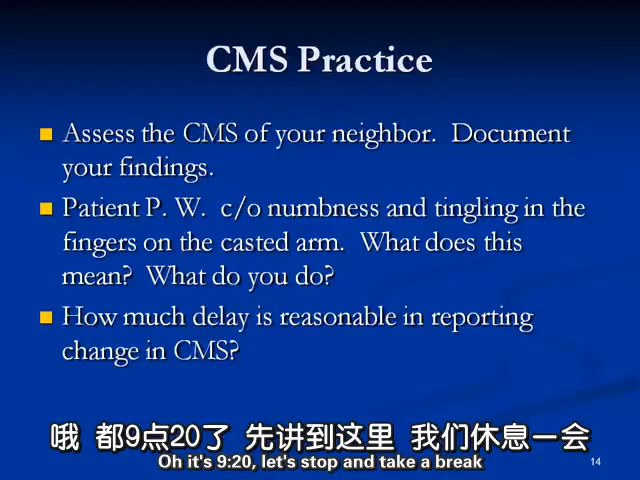 CMS Practice
Assess the CMS of your neighbor. Document
your findings.
Patient P. W. c/o numbness and tingling in the
fingers on the casted arm. What does this
mean? What do you do?
How much delay is reasonable in reporting
change in CMS?
哦 都9点20了 先讲到这里 我们休息一会
Oh it's 9:20, let's stop and take a break
14